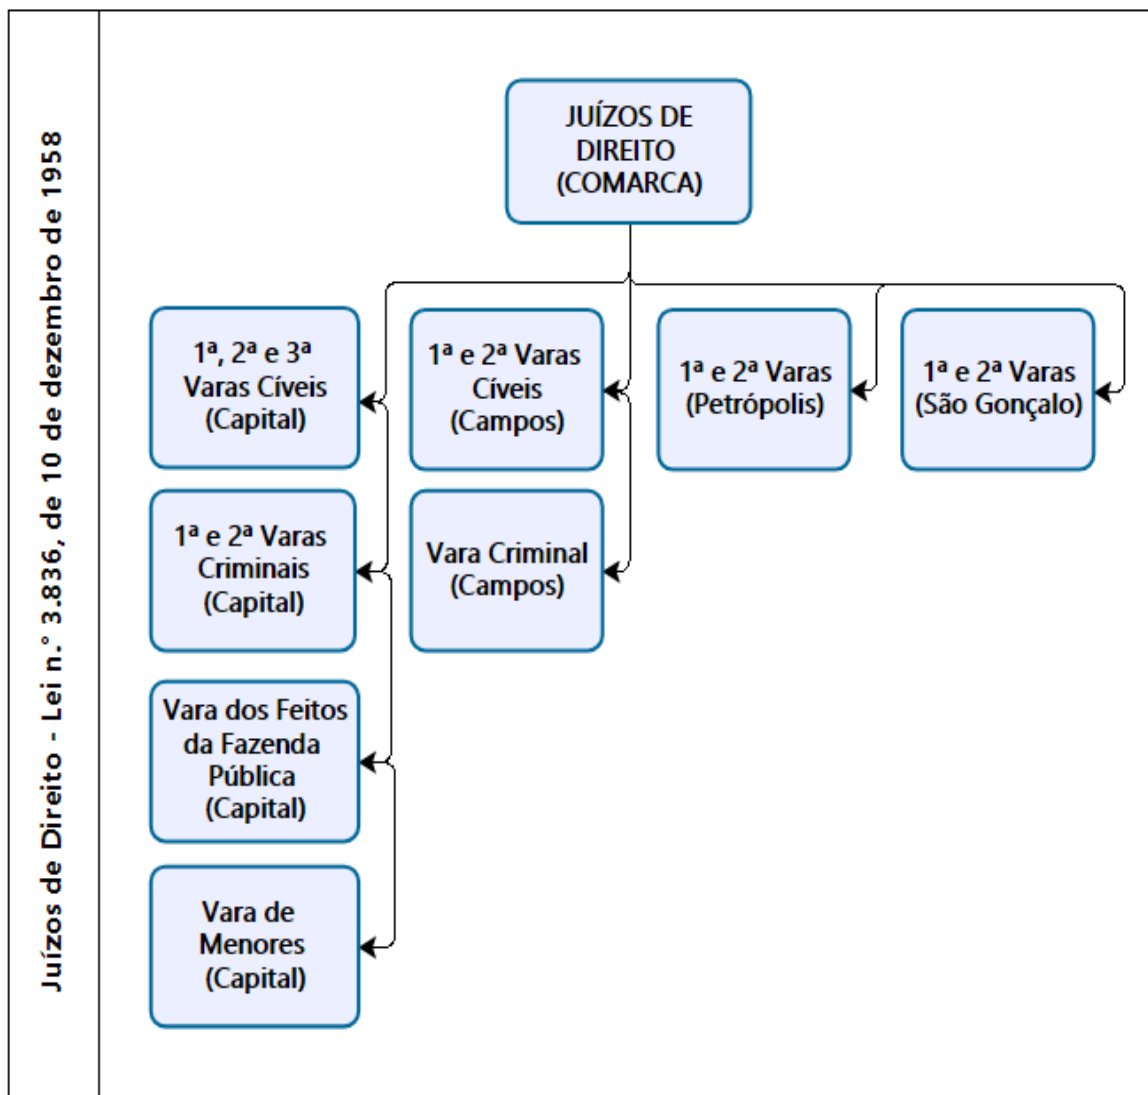 Juízos de Direito - Lei n.° 3.836, de 10 de dezembro de 1958
JUÍZOS DE
DIREITO
(COMARCA)
1ª, 2ª e 3ª
Varas Cíveis
(Capital)
1ª e 2ª Varas
Cíveis
(Campos)
1ª e 2ª Varas
(Petrópolis)
1ª e 2ª Varas
(São Gonçalo)
1ª e 2ª Varas
Criminais
(Capital)
Vara Criminal
(Campos)
Vara dos Feitos
da Fazenda
Pública
(Capital)
Vara de
Menores
(Capital)